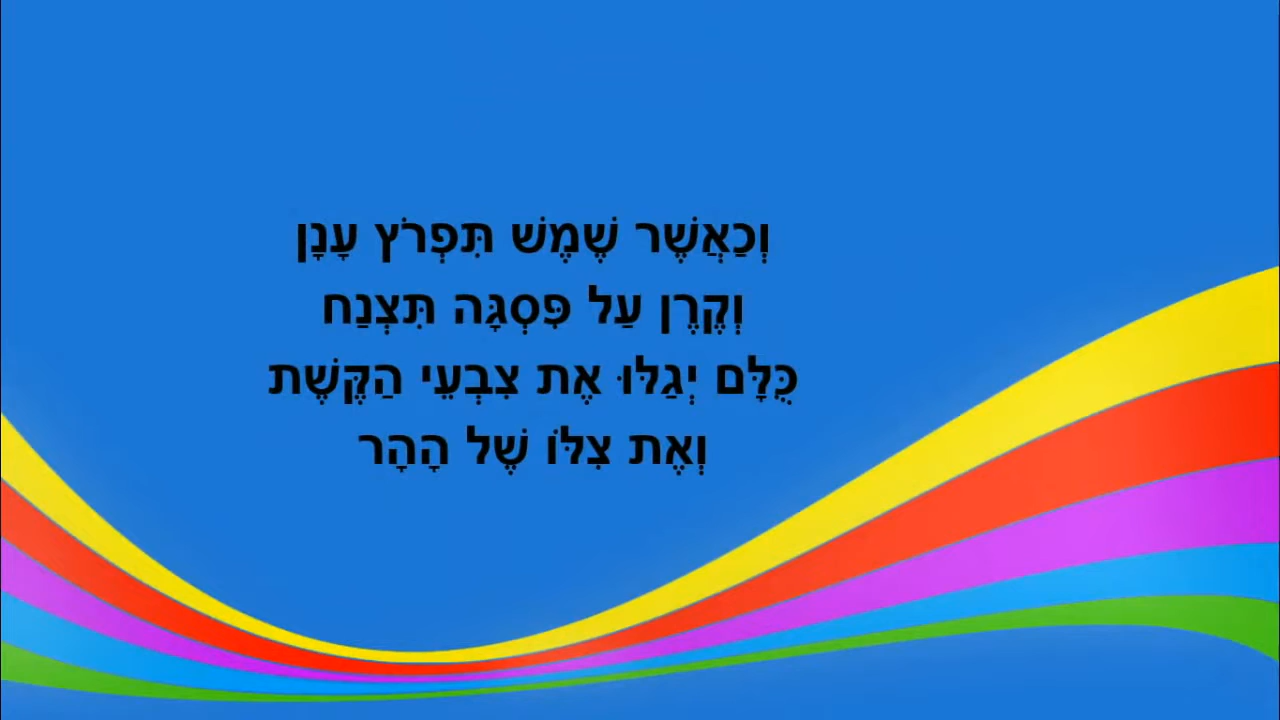 וְכַאֲשֶׁר שֶׁמֶשׁ תִּפְרֹץ עָנָן
וְקֶרֶן עַל פִּסְגָּה תִּצְנַח
כֻּלָּם יְגַלּוּ אֶת צִבְעֵי הַקֶּשֶׁת
וְאֶת צִלּוֹ שֶׁל הָהָר